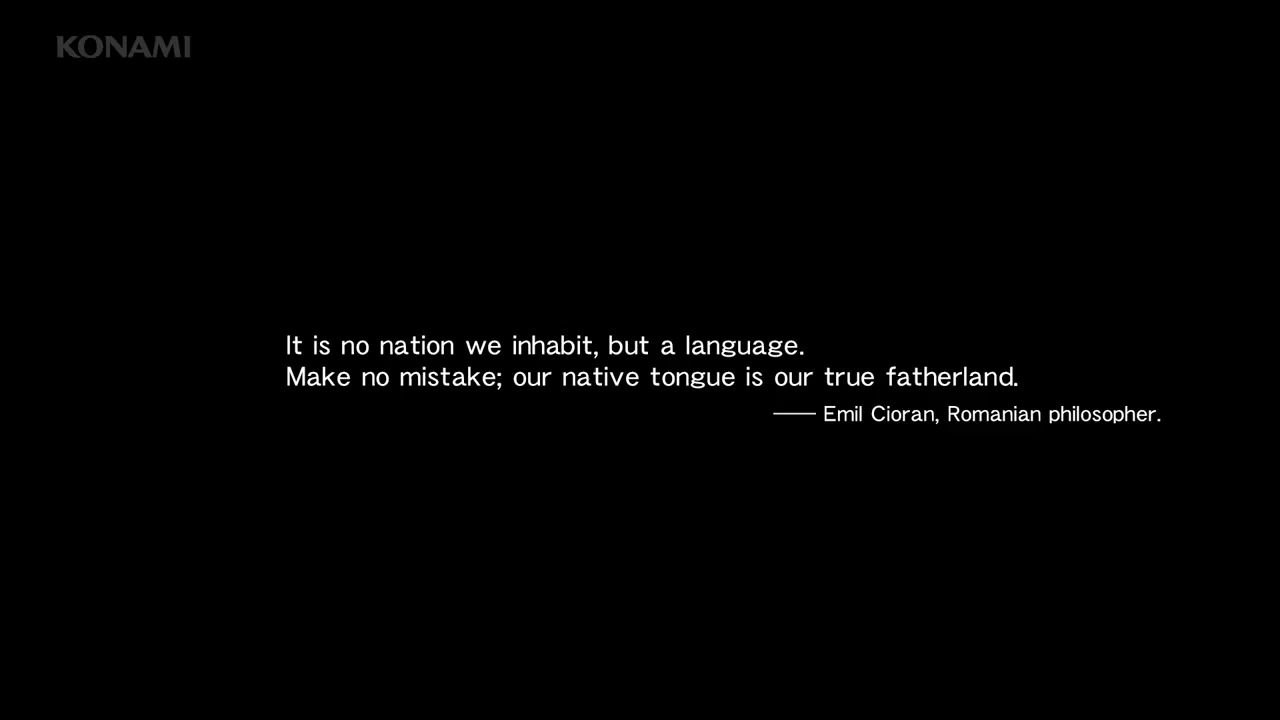 KONAMI
It is no nation we inhabit, but a language.
Make no mistake; our native tongue is our true fatherland.
—— Emil Cioran, Romanian philosopher.